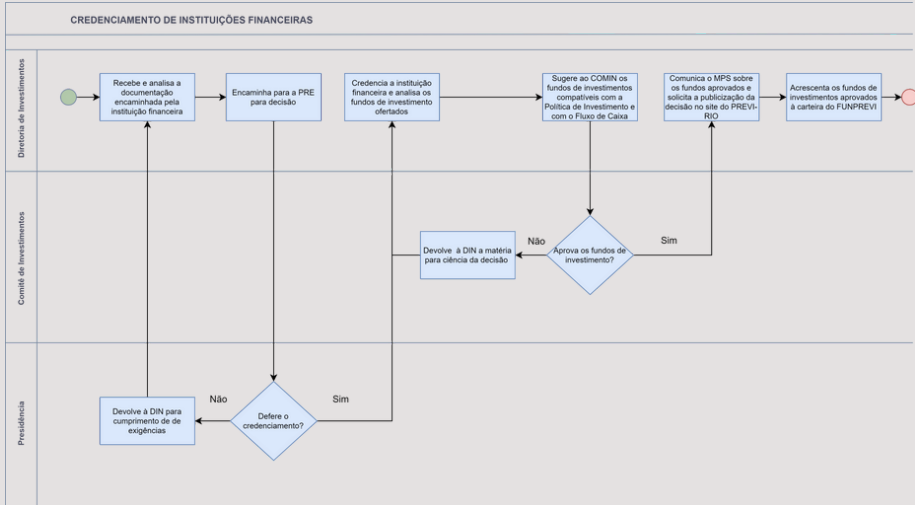 CREDENCIAMENTO DE INSTITUIÇÕES FINANCEIRAS
Diretoria de Investimentos
Recebe e analisa a
documentação
encaminhada pela
instituição financeira
Encaminha para a PRE
para decisão
Credencia a instituição
financeira e analisa os
fundos de investimento
ofertados
Sugere ao COMIN os
fundos de investimentos
compatíveis com a
Política de Investimento e
com o Fluxo de Caixa
Comunica o MPS sobre
os fundos aprovados e
solicita a publicização da
decisão no site do PREVI-
RIO
Acrescenta os fundos de
investimentos aprovados
à carteira do FUNPREVI
Comitê de Investimentos
Devolve à DIN a matéria
para ciência da decisão
Não
Aprova os fundos de
investimento?
Sim
Presidência
Devolve à DIN para
cumprimento de de
exigências
Não
Defere o
credenciamento?
Sim